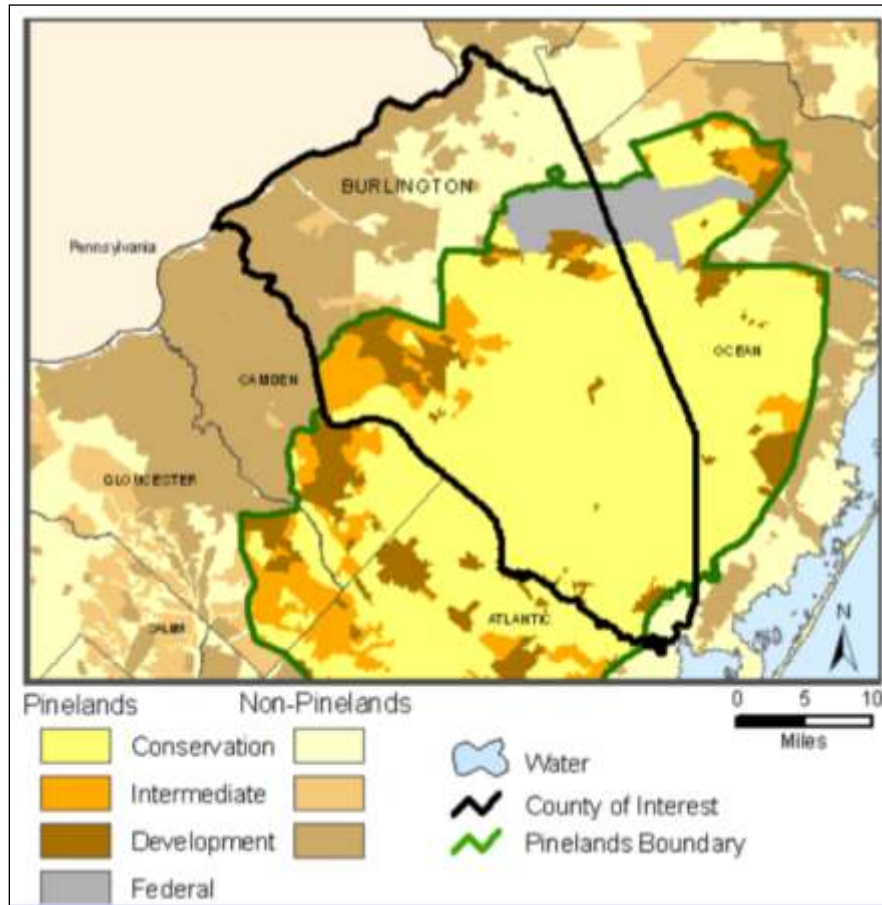 BURLINGTON
Pennsylvania
OCEAN
CAMDEN
GLOUCESTER
SALEM
ATLANTIC
N
0 5 10
Miles
Pinelands Non-Pinelands
Conservation
Intermediate
Development
Federal
Water
County of Interest
Pinelands Boundary